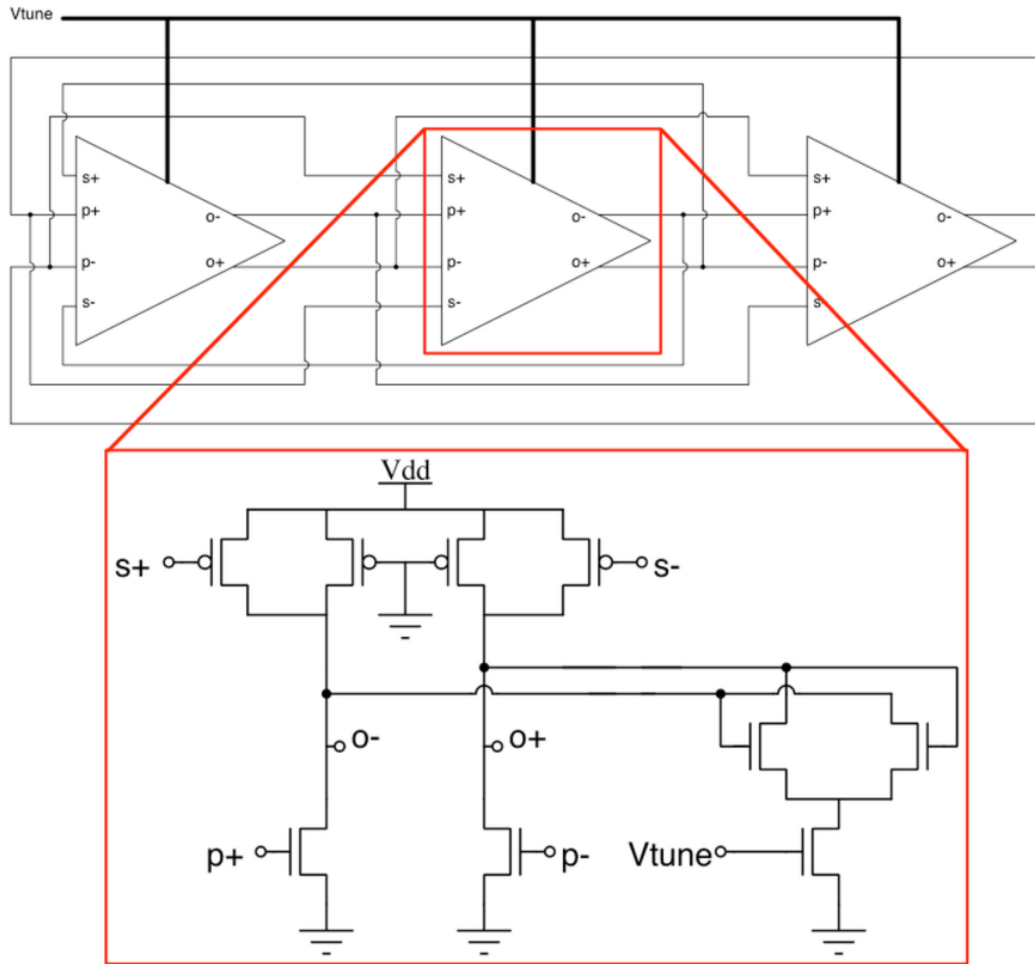 Vtune
s+ s+ s+
p+ o- p+ o- p+ o-
p- o+ p- o+ p- o+
s- s- s
Vdd
s+ s-
o- o+
p+ p- Vtune